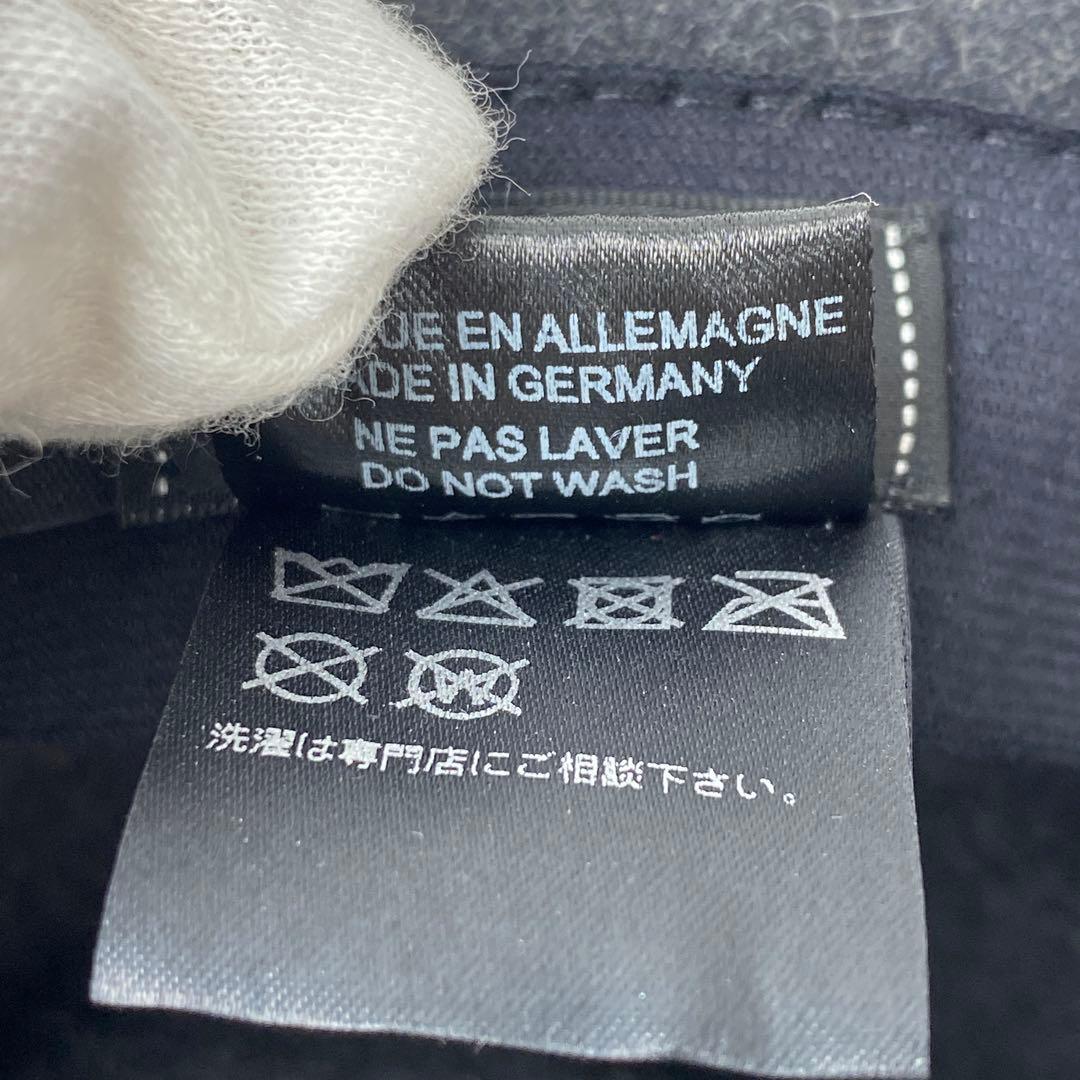 EN ALLEMAGNE
IN GERMANY
NE PAS LAVER
DO NOT WASH
W
洗濯は専門店にご相談下さい。